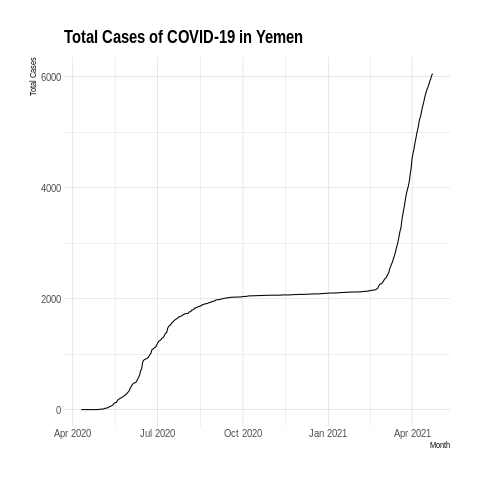 Total Cases of COVID-19 in Yemen
Total Cases
6000
4000
2000
0
Apr 2020
Jul 2020
Oct 2020
Jan 2021
Apr 2021
Month